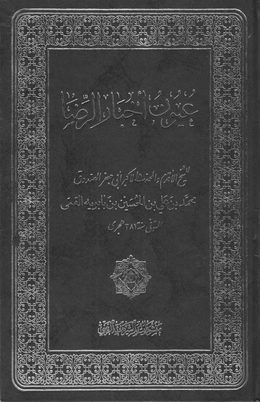 عيون أخبار الرضا
للشيخ الأقدم والمحدث الأكبر أبي جعفر الصدوق
محمد بن علي بن الحسين بن بابويه القمي
المتوفى سنة ٣٨١ هجري